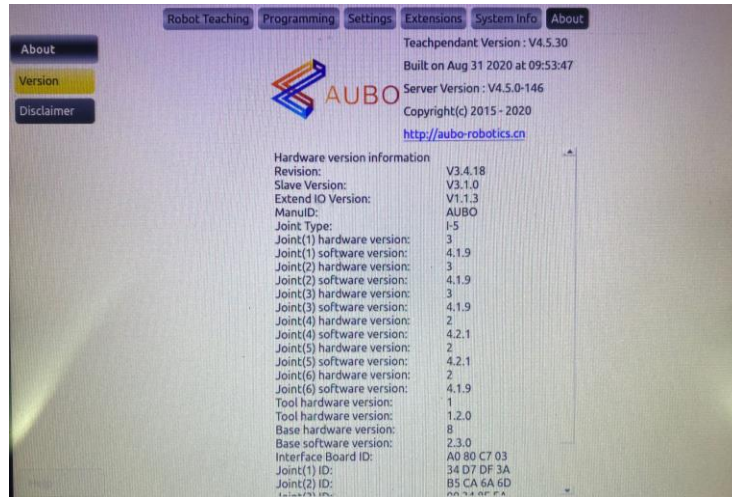 Robot Teaching Programming Settings Extensions System Info About
About
Version
Disclaimer
AUBO
Teachpendant Version : V4.5.30
Built on Aug 31 2020 at 09:53:47
Server Version : V4.5.0-146
Copyright(c) 2015 - 2020
http://aubo-robotics.cn
Hardware version information
Revision: V3.4.18
Slave Version: V3.1.0
Extend IO Version: V1.1.3
ManuID: AUBO
Joint Type: I-5
Joint(1) hardware version: 3
Joint(1) software version: 4.1.9
Joint(2) hardware version: 3
Joint(2) software version: 4.1.9
Joint(3) hardware version: 3
Joint(3) software version: 4.1.9
Joint(4) hardware version: 2
Joint(4) software version: 4.2.1
Joint(5) hardware version: 2
Joint(5) software version: 4.2.1
Joint(6) hardware version: 2
Joint(6) software version: 4.1.9
Tool hardware version: 1
Tool hardware version: 1.2.0
Base hardware version: 8
Base software version: 2.3.0
Interface Board ID: A0 80 C7 03
Joint(1) ID: 34 D7 DF 3A
Joint(2) ID: B5 CA 6A 6D
Help